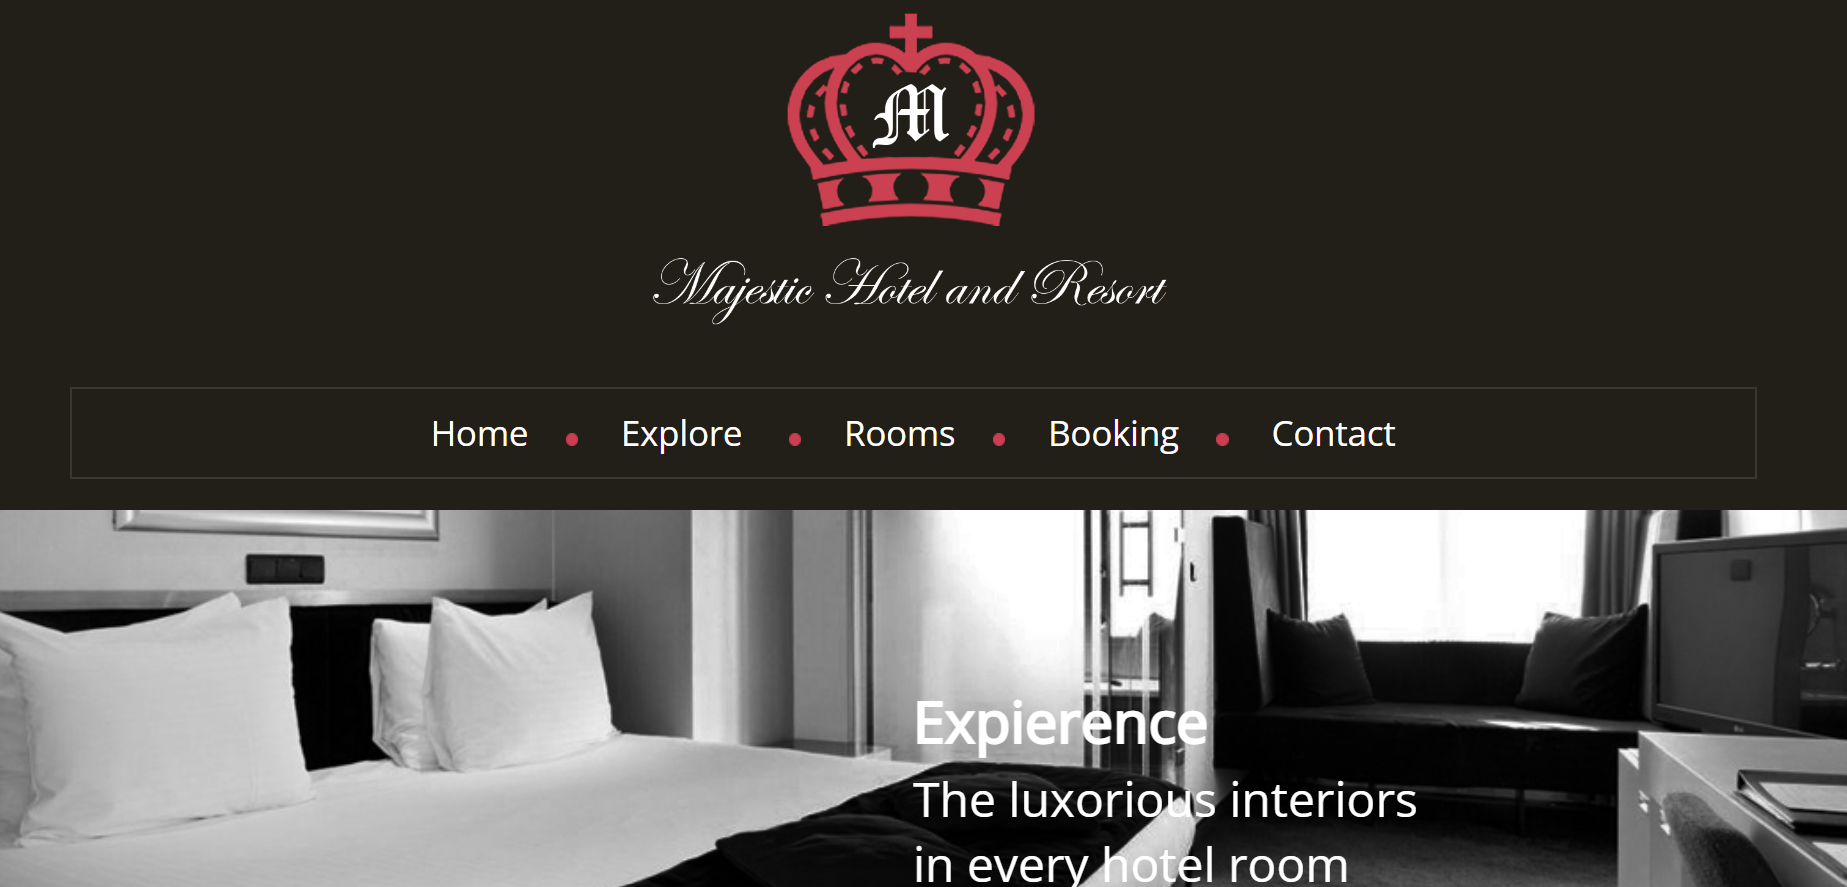 M
Majestic Hotel and Resort
Home
Explore
Rooms
Booking
Contact
Expierence
The luxorious interiors
in every hotel room